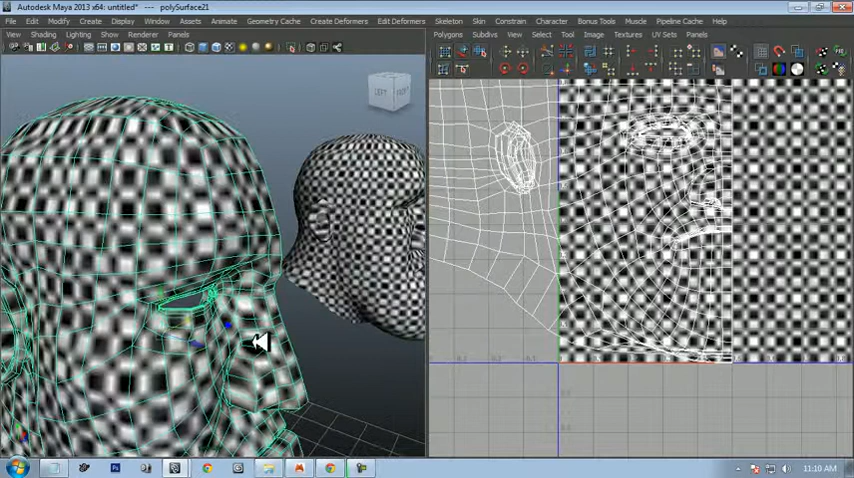 Autodesk Maya 2013 x64: untitled* --- polySurface21
File Edit Modify Create Display Window Assets Animate Geometry Cache Create Deformers Edit Deformers Skeleton Skin Constrain Character Bonus Tools Muscle Pipeline Cache Help
View Shading Lighting Show Renderer Panels
Polygons Subdivs View Select Tool Image Textures UV Sets Panels
LEFT FRONT
11:10 AM